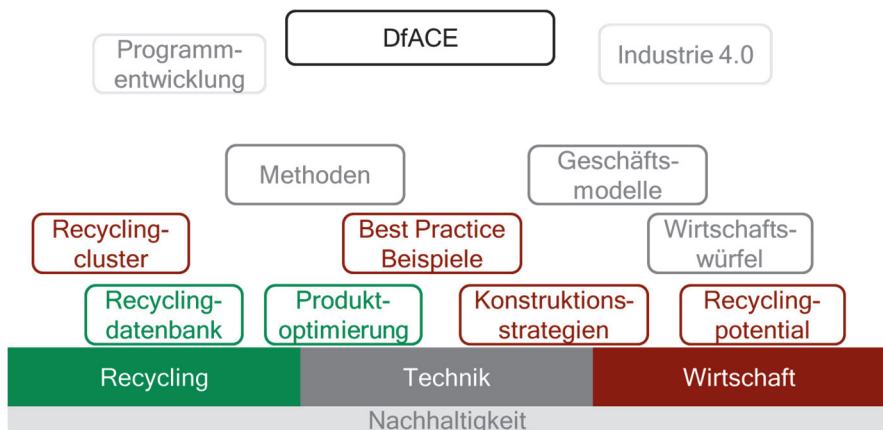 DfACE
Programm-
entwicklung
Industrie 4.0
Methoden
Geschäfts-
modelle
Recycling-
cluster
Best Practice
Beispiele
Wirtschafts-
würfel
Recycling-
datenbank
Produkt-
optimierung
Konstruktions-
strategien
Recycling-
potential
Recycling
Technik
Wirtschaft
Nachhaltigkeit